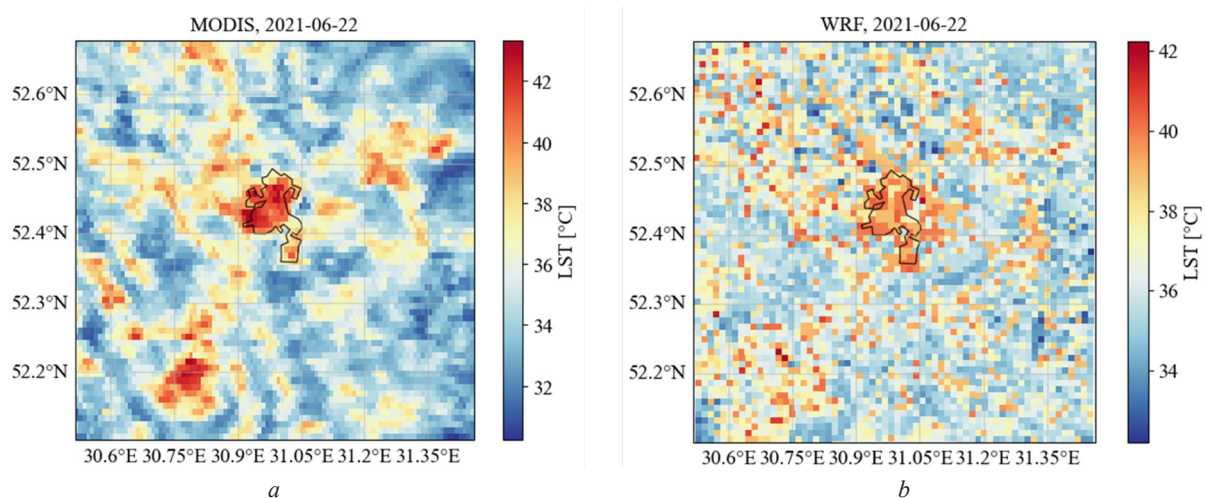 MODIS, 2021-06-22
52.6°N
52.5°N
52.4°N
52.3°N
52.2°N
30.6°E 30.75°E 30.9°E 31.05°E 31.2°E 31.35°E
42
40
38
36
34
32
LST [°C]
a
WRF, 2021-06-22
52.6°N
52.5°N
52.4°N
52.3°N
52.2°N
30.6°E 30.75°E 30.9°E 31.05°E 31.2°E 31.35°E
42
40
38
36
34
LST [°C]
b